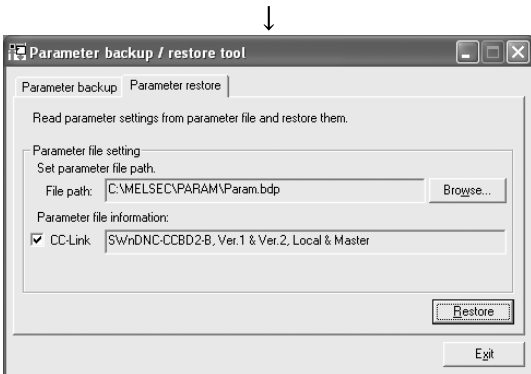 ↓
Parameter backup / restore tool
Parameter backup Parameter restore
Read parameter settings from parameter file and restore them.
Parameter file setting
Set parameter file path.
File path: C:\MELSEC\PARAM\Param.bdp Browse...
Parameter file information:
CC-Link SWnDNC-CCBD2-B, Ver.1 & Ver.2, Local & Master
Restore
Exit